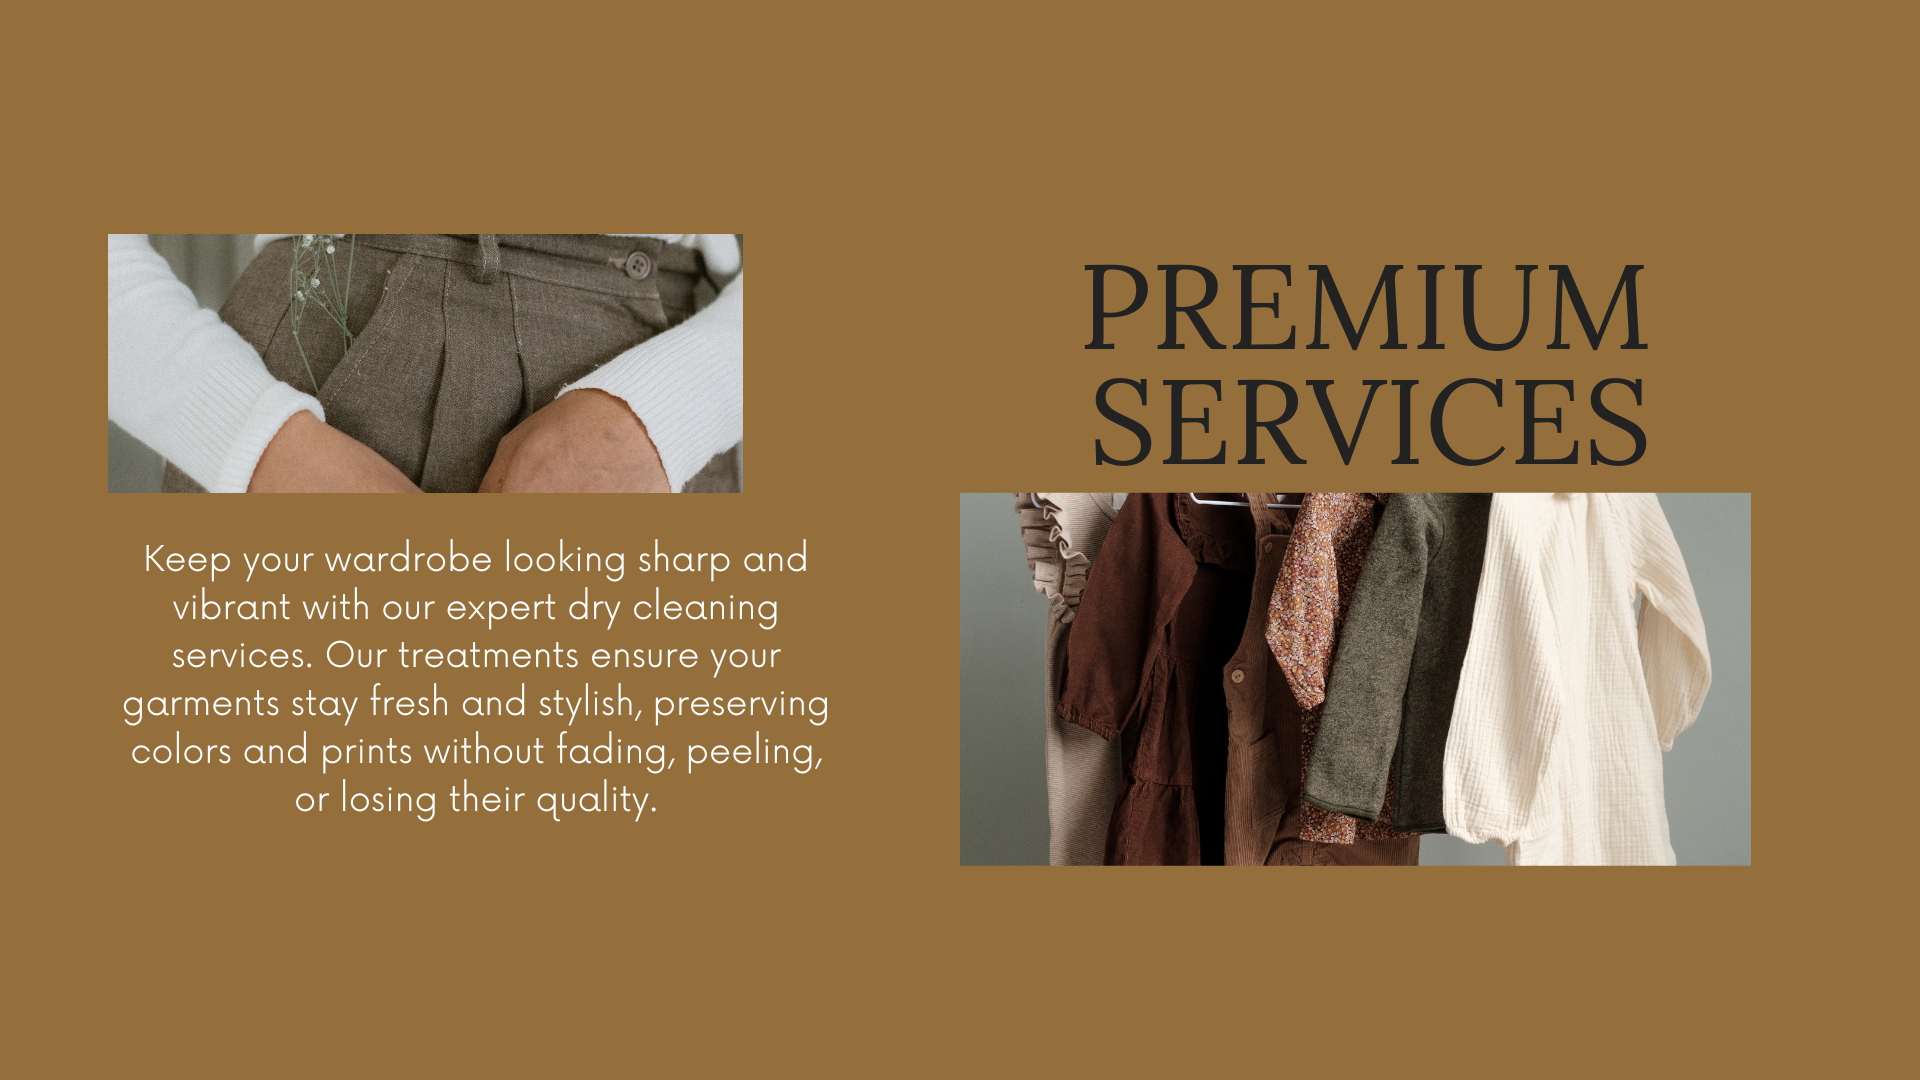 PREMIUM
SERVICES
Keep your wardrobe looking sharp and
vibrant with our expert dry cleaning
services. Our treatments ensure your
garments stay fresh and stylish, preserving
colors and prints without fading, peeling,
or losing their quality.